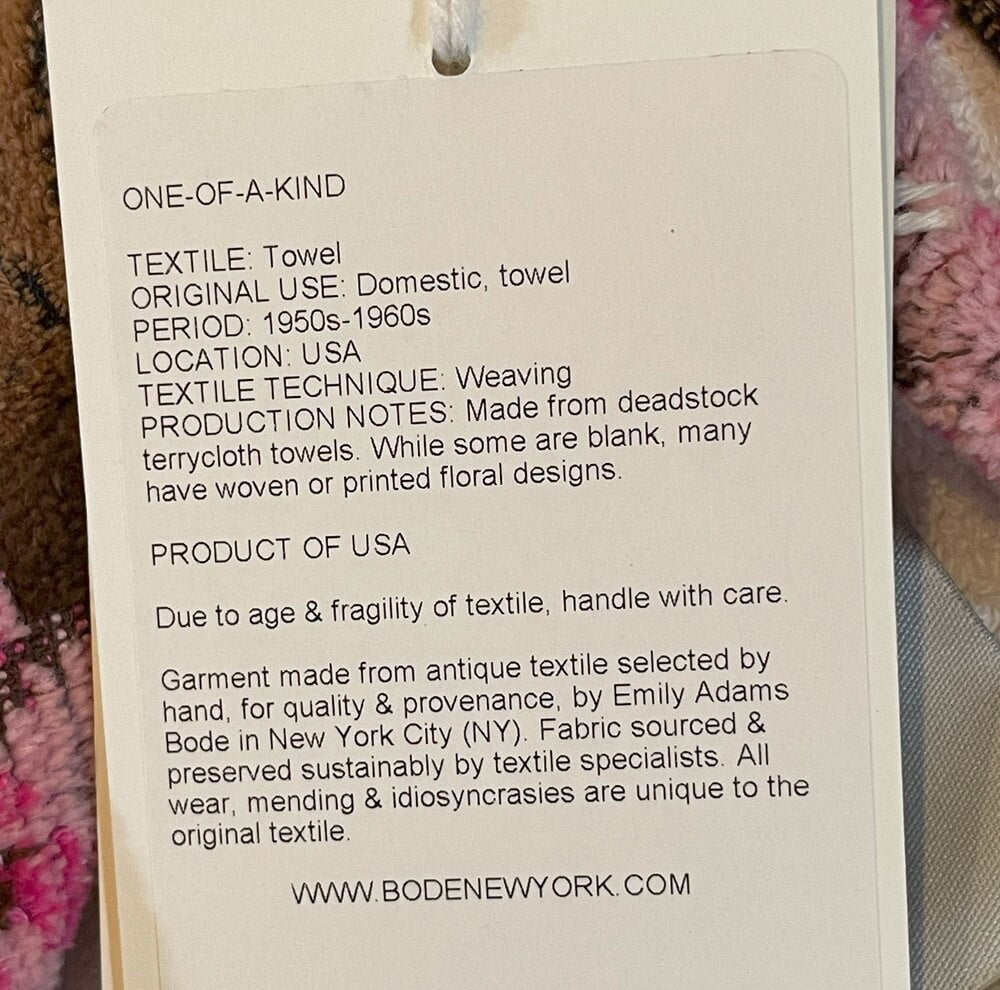 ONE-OF-A-KIND
TEXTILE: Towel
ORIGINAL USE: Domestic, towel
PERIOD: 1950s-1960s
LOCATION: USA
TEXTILE TECHNIQUE: Weaving
PRODUCTION NOTES: Made from deadstock
terrycloth towels. While some are blank, many
have woven or printed floral designs.
PRODUCT OF USA
Due to age & fragility of textile, handle with care.
Garment made from antique textile selected by
hand, for quality & provenance, by Emily Adams
Bode in New York City (NY). Fabric sourced &
preserved sustainably by textile specialists. All
wear, mending & idiosyncrasies are unique to the
original textile.
WWW.BODENEWYORK.COM